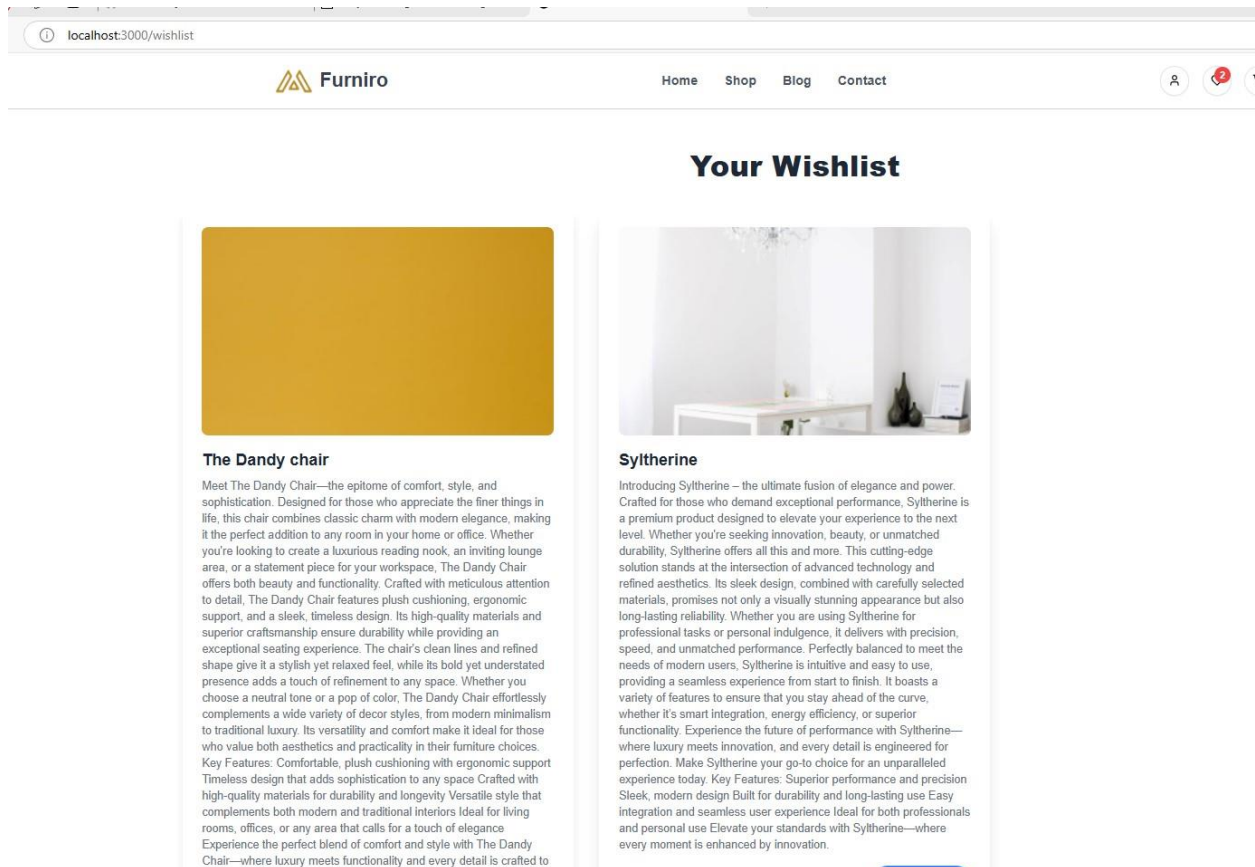 localhost:3000/wishlist
Furniro
Home Shop Blog Contact
2
Your Wishlist
The Dandy chair
Meet The Dandy Chair—the epitome of comfort, style, and
sophistication. Designed for those who appreciate the finer things in
life, this chair combines classic charm with modern elegance, making
it the perfect addition to any room in your home or office. Whether
you're looking to create a luxurious reading nook, an inviting lounge
area, or a statement piece for your workspace, The Dandy Chair
offers both beauty and functionality. Crafted with meticulous attention
to detail, The Dandy Chair features plush cushioning, ergonomic
support, and a sleek, timeless design. Its high-quality materials and
superior craftsmanship ensure durability while providing an
exceptional seating experience. The chair's clean lines and refined
shape give it a stylish yet relaxed feel, while its bold yet understated
presence adds a touch of refinement to any space. Whether you
choose a neutral tone or a pop of color, The Dandy Chair effortlessly
complements a wide variety of decor styles, from modern minimalism
to traditional luxury. Its versatility and comfort make it ideal for those
who value both aesthetics and practicality in their furniture choices.
Key Features: Comfortable, plush cushioning with ergonomic support
Timeless design that adds sophistication to any space Crafted with
high-quality materials for durability and longevity Versatile style that
complements both modern and traditional interiors Ideal for living
rooms, offices, or any area that calls for a touch of elegance
Experience the perfect blend of comfort and style with The Dandy
Chair—where luxury meets functionality and every detail is crafted to
Syltherine
Introducing Syltherine – the ultimate fusion of elegance and power.
Crafted for those who demand exceptional performance, Syltherine is
a premium product designed to elevate your experience to the next
level. Whether you're seeking innovation, beauty, or unmatched
durability, Syltherine offers all this and more. This cutting-edge
solution stands at the intersection of advanced technology and
refined aesthetics. Its sleek design, combined with carefully selected
materials, promises not only a visually stunning appearance but also
long-lasting reliability. Whether you are using Syltherine for
professional tasks or personal indulgence, it delivers with precision,
speed, and unmatched performance. Perfectly balanced to meet the
needs of modern users, Syltherine is intuitive and easy to use,
providing a seamless experience from start to finish. It boasts a
variety of features to ensure that you stay ahead of the curve,
whether it's smart integration, energy efficiency, or superior
functionality. Experience the future of performance with Syltherine—
where luxury meets innovation, and every detail is engineered for
perfection. Make Syltherine your go-to choice for an unparalleled
experience today. Key Features: Superior performance and precision
Sleek, modern design Built for durability and long-lasting use Easy
integration and seamless user experience Ideal for both professionals
and personal use Elevate your standards with Syltherine—where
every moment is enhanced by innovation.